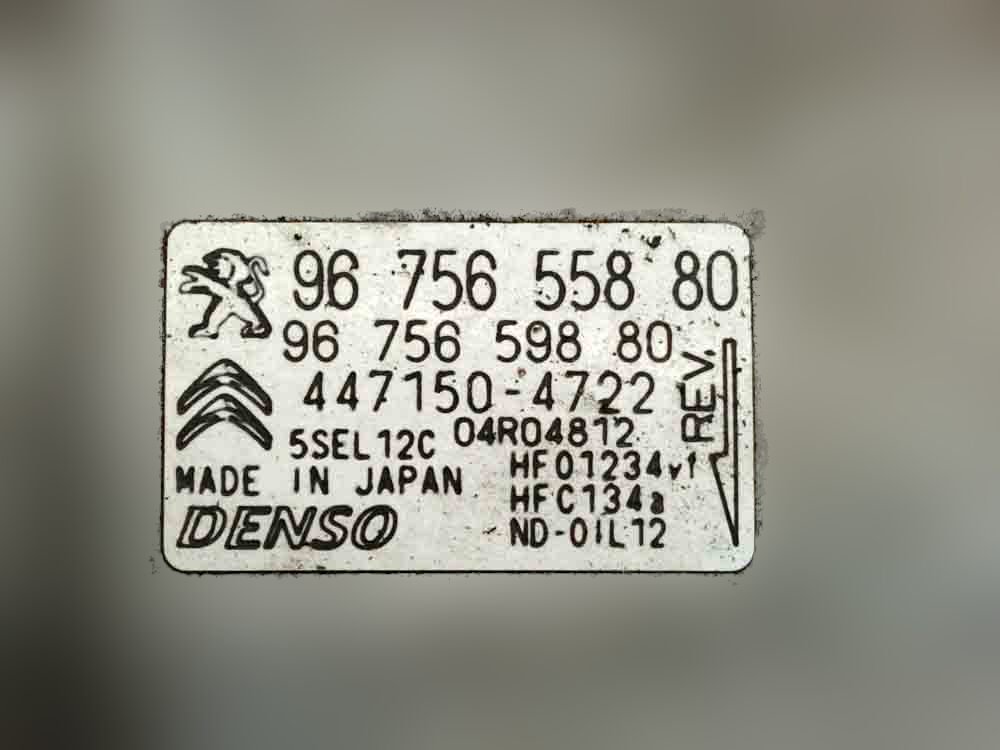 96 756 558 80
96 756 598 80
447150-4722
5SEL12C 04R04812
HF01234
MADE IN JAPAN
HFC134a
DENSO
ND-OIL12
REV.